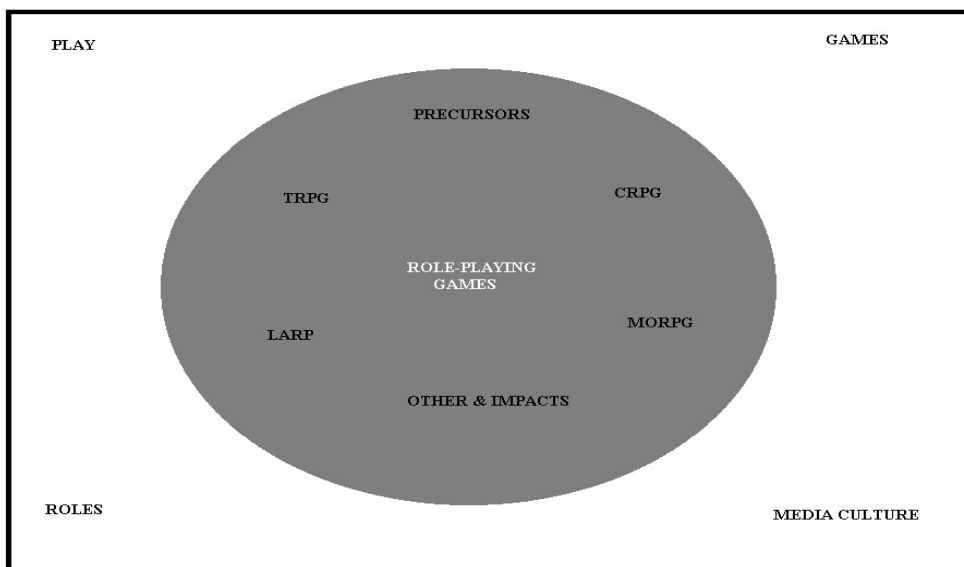 PLAY
GAMES
PRECURSORS
TRPG
CRPG
ROLE-PLAYING
GAMES
LARP
MORPG
OTHER & IMPACTS
ROLES
MEDIA CULTURE